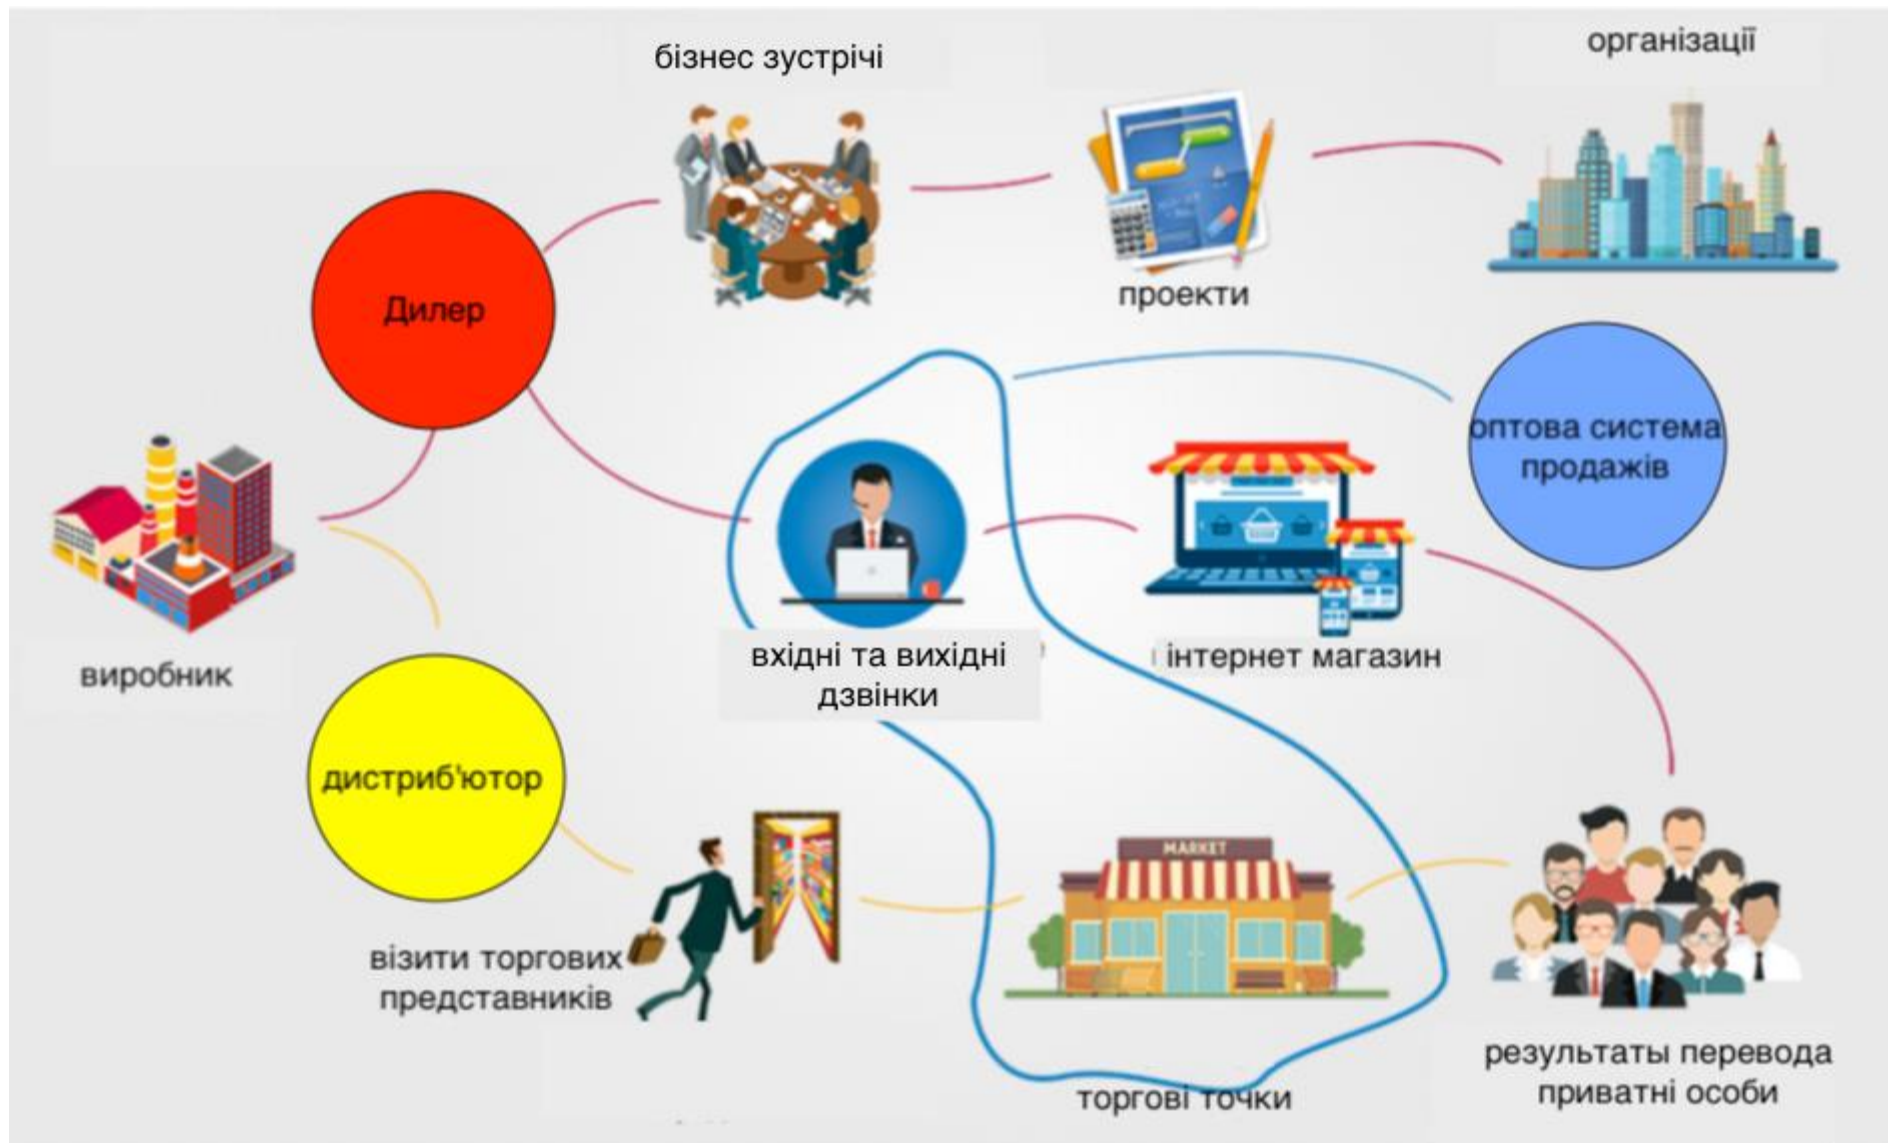 бізнес зустрічі
організації
Дилер
проекти
оптова система
продажів
виробник
вхідні та вихідні
дзвінки
інтернет магазин
дистриб'ютор
MARKET
візити торгових
представників
результаты перевода
приватні особи
торгові точки